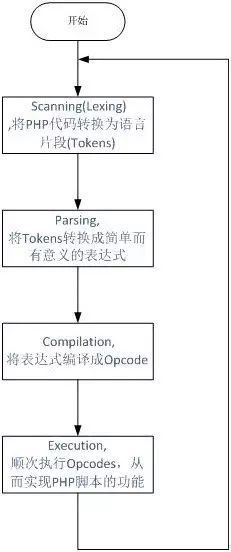 开始
Scanning(Lexing)
,将PHP代码转换为语言
片段(Tokens)
Parsing,
将Tokens转换成简单而
有意义的表达式
Compilation,
将表达式编译成Opcode
Execution,
顺次执行Opcodes，从
而实现PHP脚本的功能